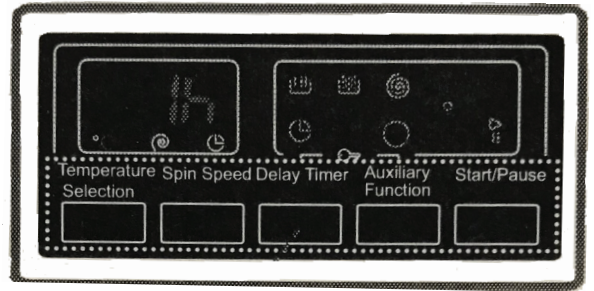 1h
Temperature Selection
Spin Speed
Delay Timer
Auxiliary Function
Start/Pause